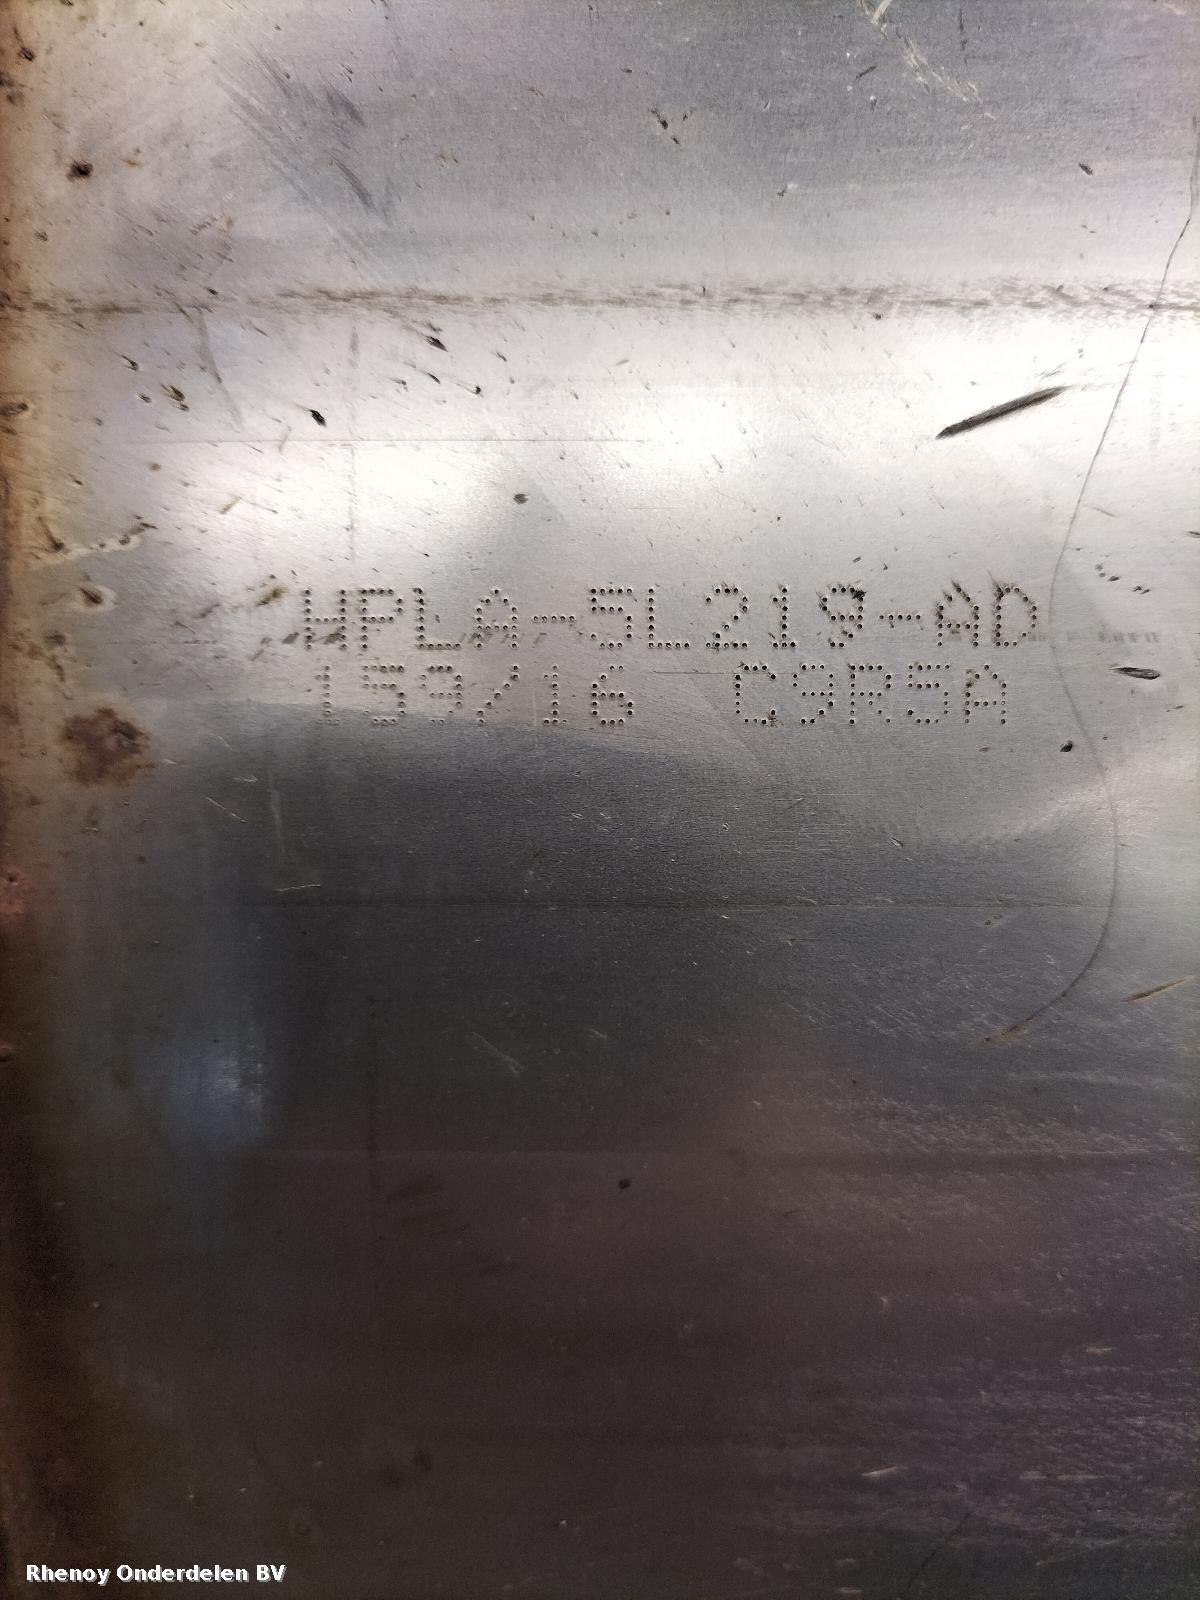 HPLA-5L219-AD
159/16 C9R5A
Rhenoy Onderdelen BV